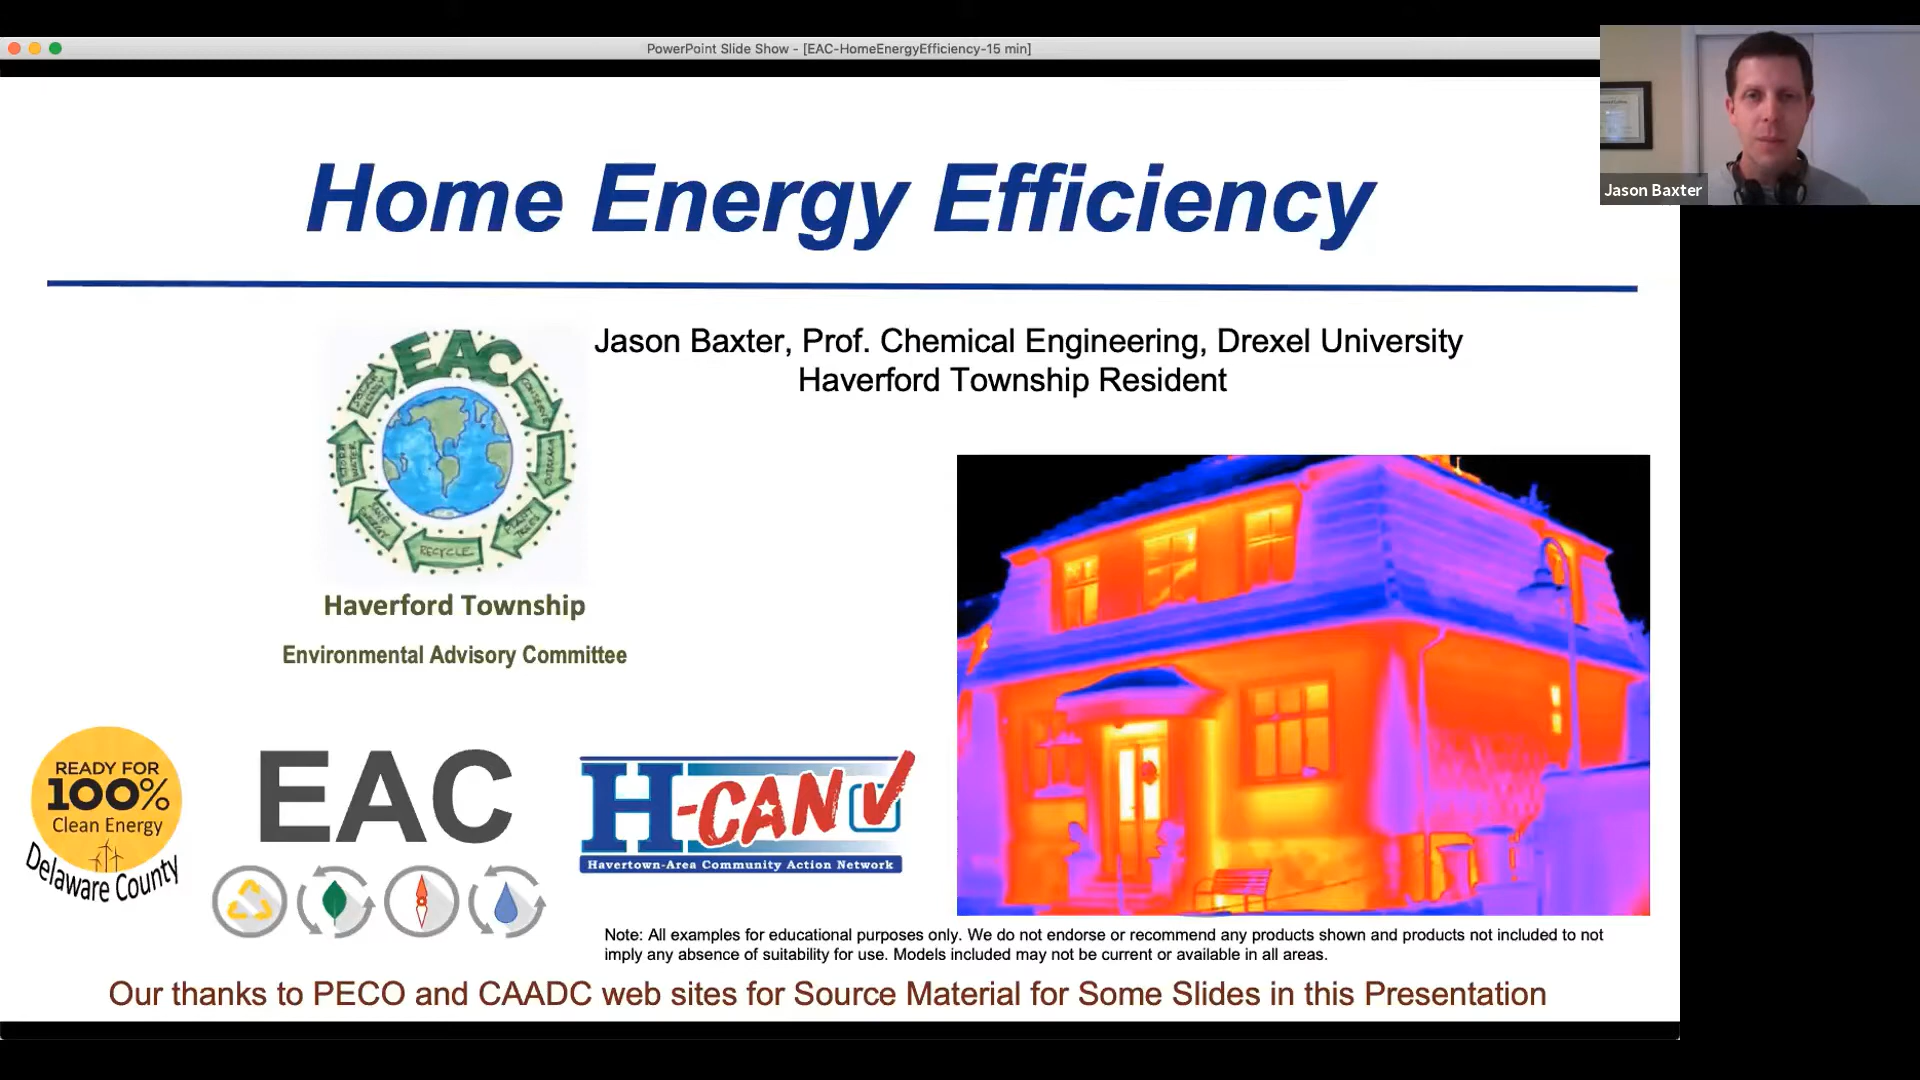 PowerPoint Slide Show - [EAC-HomeEnergyEfficiency-15 min]
Jason Baxter
Home Energy Efficiency
Jason Baxter, Prof. Chemical Engineering, Drexel University
Haverford Township Resident
EAC
CONSERVE
OUTREACH
PLANT TREES
RECYCLE
Haverford Township
Environmental Advisory Committee
READY FOR
100%
Clean Energy
Delaware County
EAC
H-CAN
Havertown-Area Community Action Network
Note: All examples for educational purposes only. We do not endorse or recommend any products shown and products not included to not
imply any absence of suitability for use. Models included may not be current or available in all areas.
Our thanks to PECO and CAADC web sites for Source Material for Some Slides in this Presentation